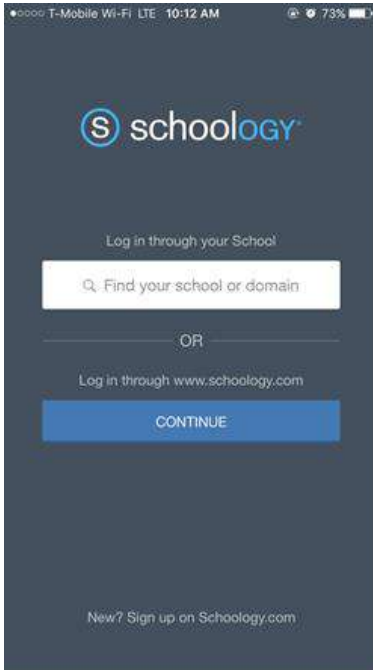 T-Mobile Wi-Fi LTE 10:12 AM 73%
S schoology
Log in through your School
Find your school or domain
OR
Log in through www.schoology.com
CONTINUE
New? Sign up on Schoology.com